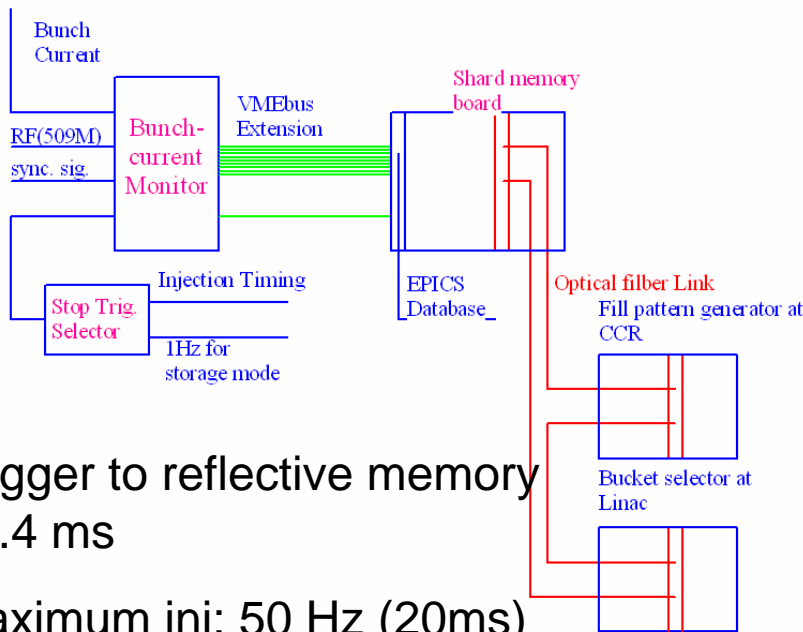 Bunch
Current
RF(509M)
sync. sig.
Bunch-
current
Monitor
VMEbus
Extension
Shard memory
board
Stop Trig.
Selector
Injection Timing
1Hz for
storage mode
EPICS
Database
Optical filber Link
Fill pattern generator at
CCR
Bucket selector at
Linac
gger to reflective memory
.4 ms
aximum inj: 50 Hz (20ms)